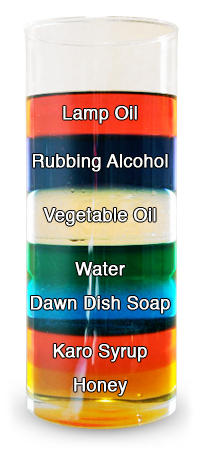 Lamp Oil
Rubbing Alcohol
Vegetable Oil
Water
Dawn Dish Soap
Karo Syrup
Honey